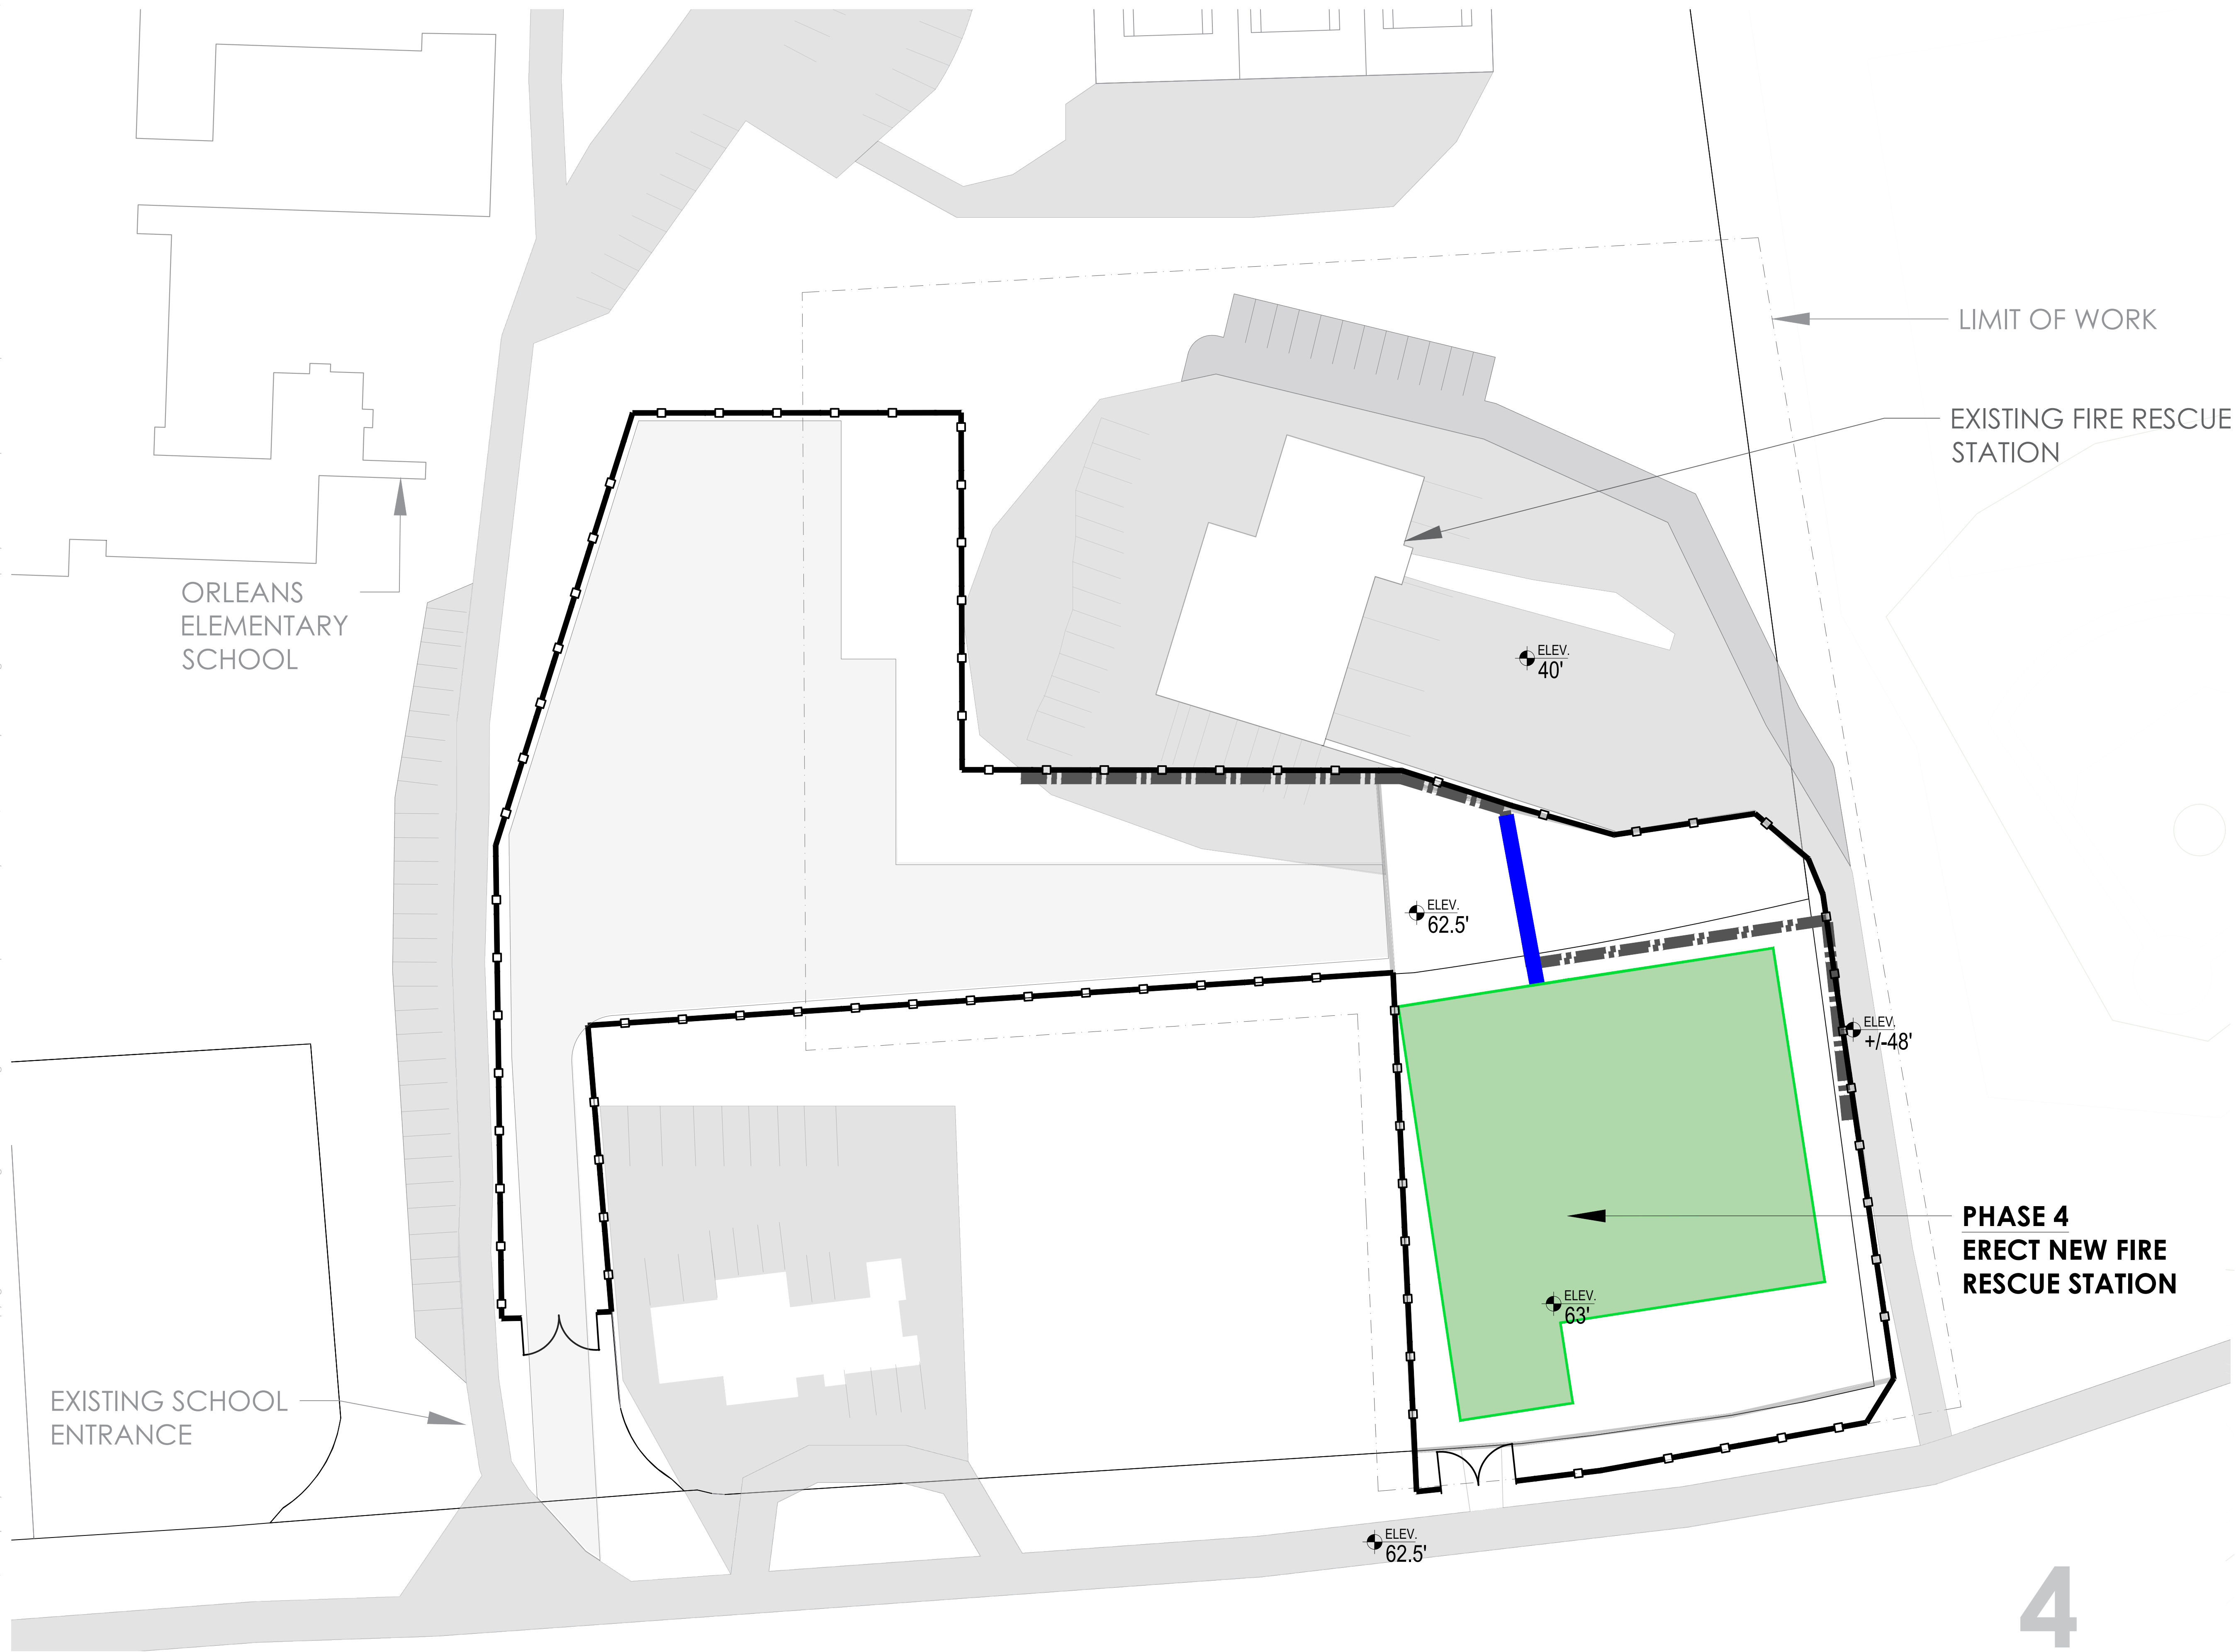 LIMIT OF WORK
EXISTING FIRE RESCUE
STATION
ORLEANS
ELEMENTARY
SCHOOL
ELEV.
40'
ELEV.
62.5'
ELEV.
+/-48'
PHASE 4
ERECT NEW FIRE
RESCUE STATION
ELEV.
63'
EXISTING SCHOOL
ENTRANCE
ELEV.
62.5'
4